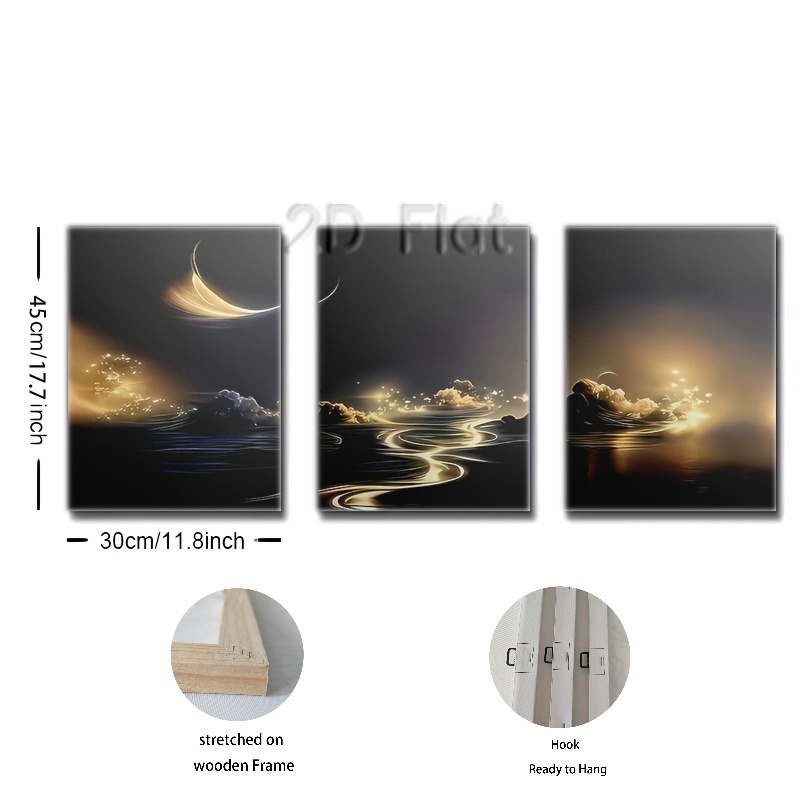 2D Flat
45cm/17.7inch
30cm/11.8inch
stretched on
wooden Frame
Hook
Ready to Hang